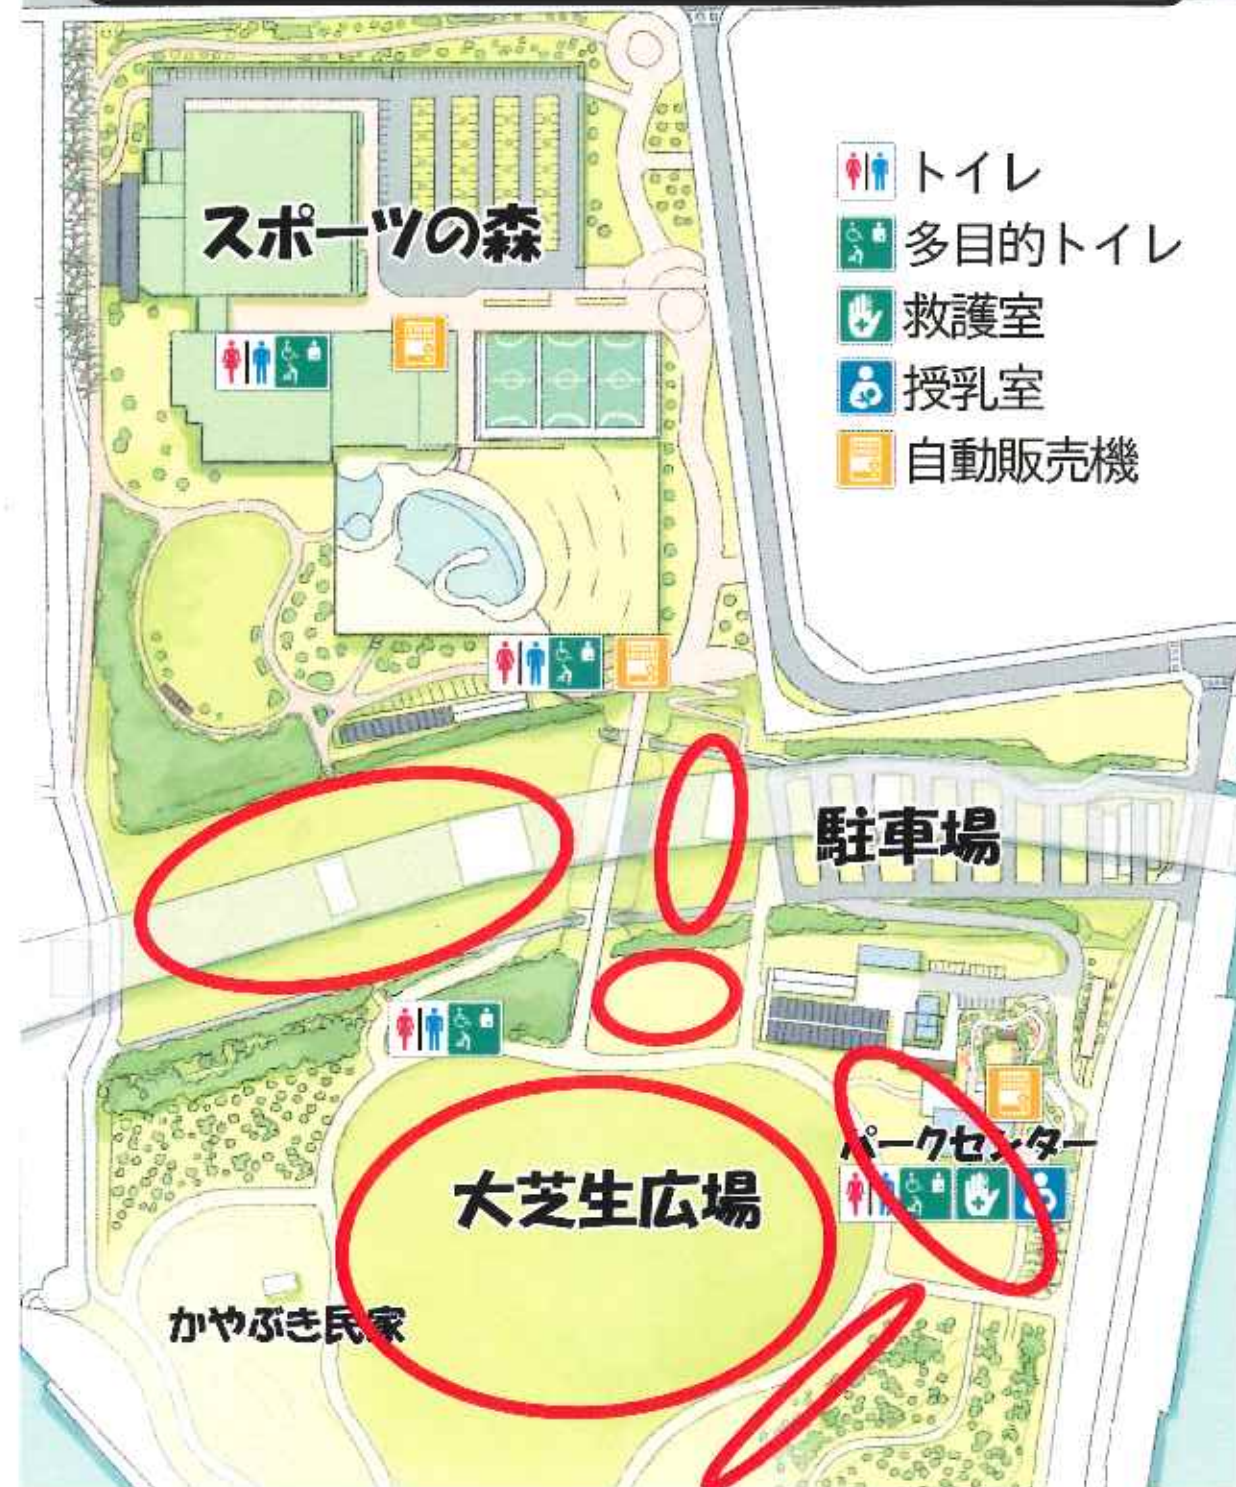 トイレ
多目的トイレ
救護室
授乳室
自動販売機
スポーツの森
駐車場
パークセンター
大芝生広場
かやぶき民家